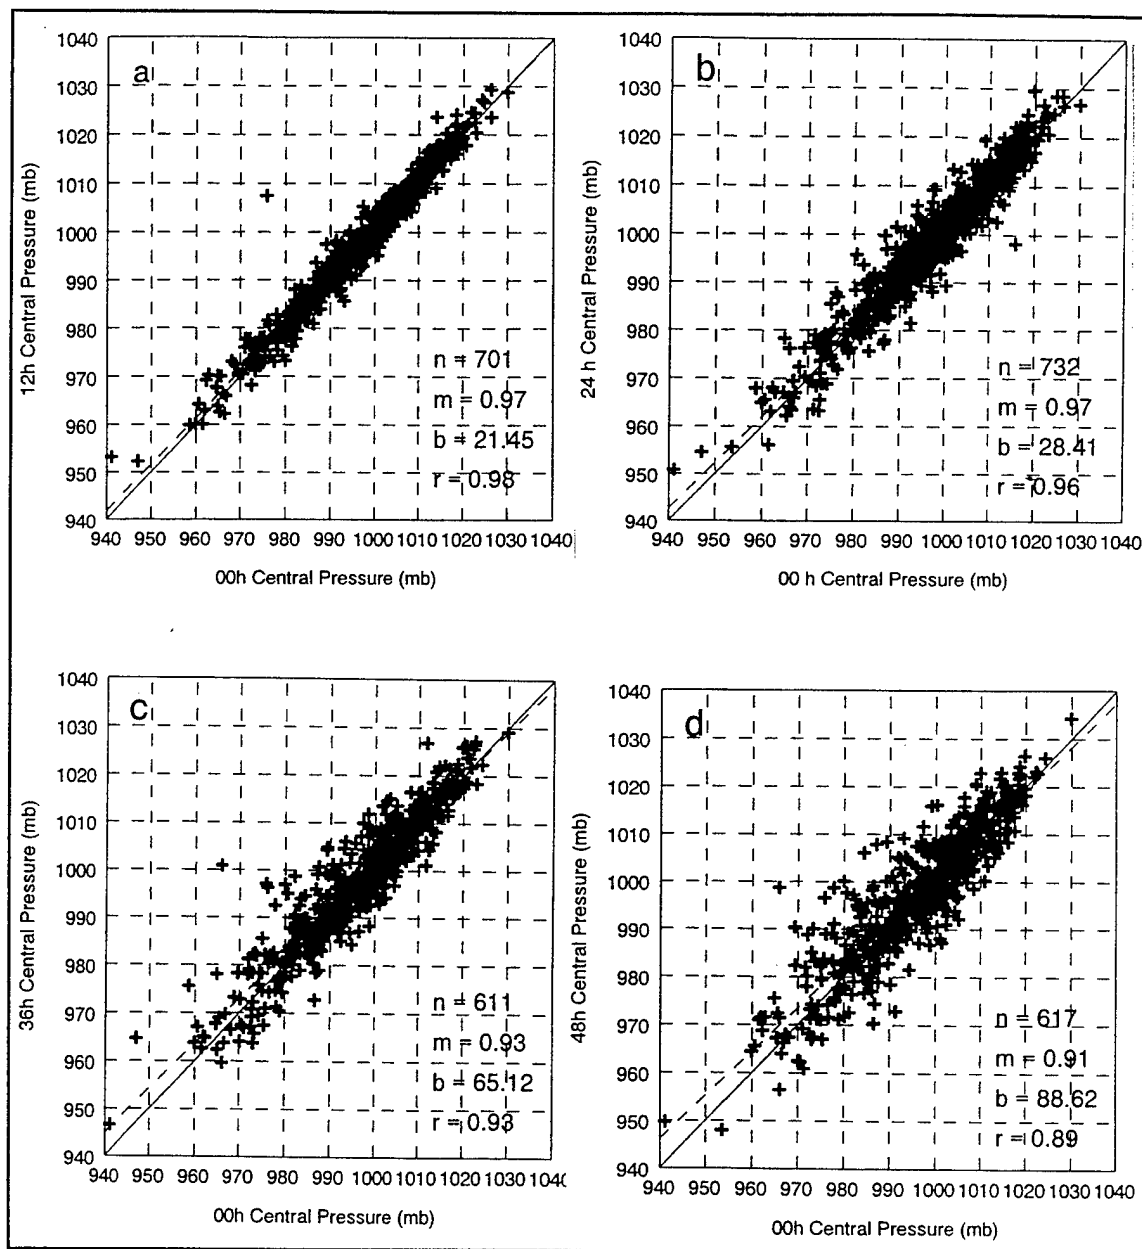 a
1040
1030
1020
1010
1000
990
980
970
960
950
940
12h Central Pressure (mb)
n = 701
m = 0.97
b = 21.45
r = 0.98
940 950 960 970 980 990 1000 1010 1020 1030 1040
00h Central Pressure (mb)
b
1040
1030
1020
1010
1000
990
980
970
960
950
940
24 h Central Pressure (mb)
n = 732
m = 0.97
b = 28.41
r = 0.96
940 950 960 970 980 990 1000 1010 1020 1030 1040
00 h Central Pressure (mb)
c
1040
1030
1020
1010
1000
990
980
970
960
950
940
36h Central Pressure (mb)
n = 611
m = 0.93
b = 65.12
r = 0.93
940 950 960 970 980 990 1000 1010 1020 1030 1040
00h Central Pressure (mb)
d
1040
1030
1020
1010
1000
990
980
970
960
950
940
48h Central Pressure (mb)
n = 617
m = 0.91
b = 88.62
r = 0.89
940 950 960 970 980 990 1000 1010 1020 1030 1040
00h Central Pressure (mb)